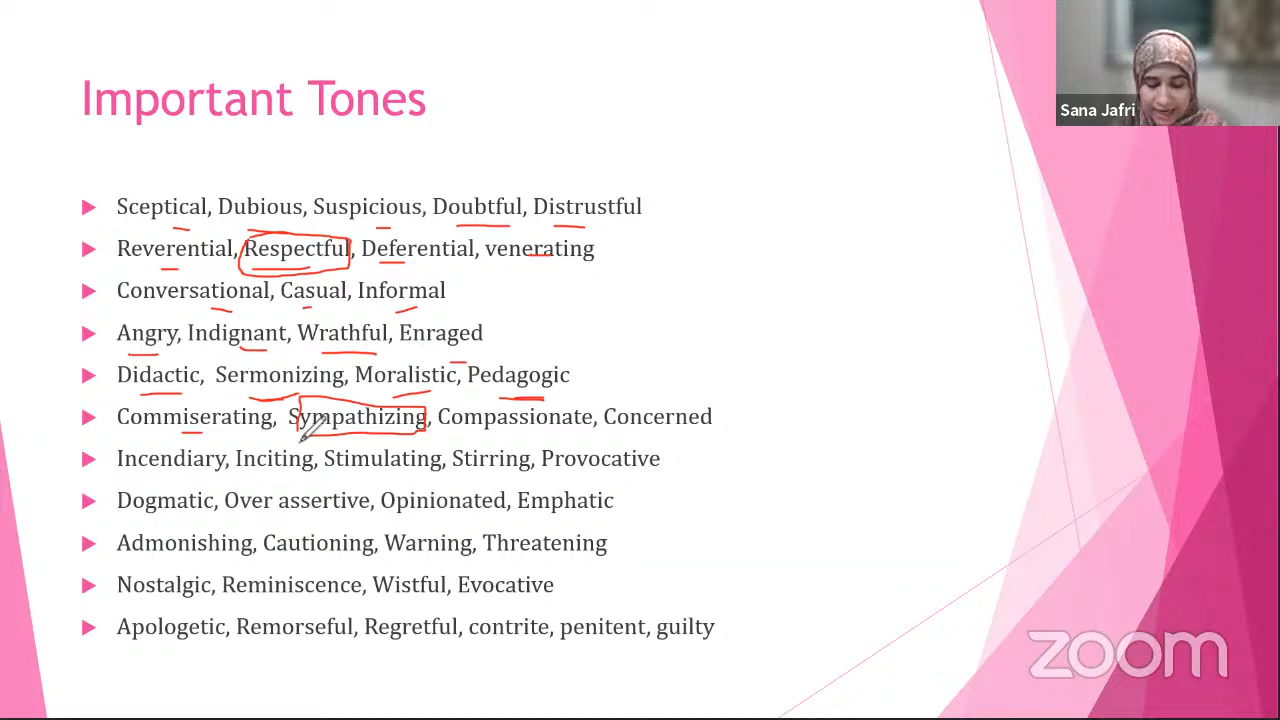 Important Tones
Sana Jafri
Sceptical, Dubious, Suspicious, Doubtful, Distrustful
Reverential, Respectful, Deferential, venerating
Conversational, Casual, Informal
Angry, Indignant, Wrathful, Enraged
Didactic, Sermonizing, Moralistic, Pedagogic
Commiserating, Sympathizing, Compassionate, Concerned
Incendiary, Inciting, Stimulating, Stirring, Provocative
Dogmatic, Over assertive, Opinionated, Emphatic
Admonishing, Cautioning, Warning, Threatening
Nostalgic, Reminiscence, Wistful, Evocative
Apologetic, Remorseful, Regretful, contrite, penitent, guilty
zoom